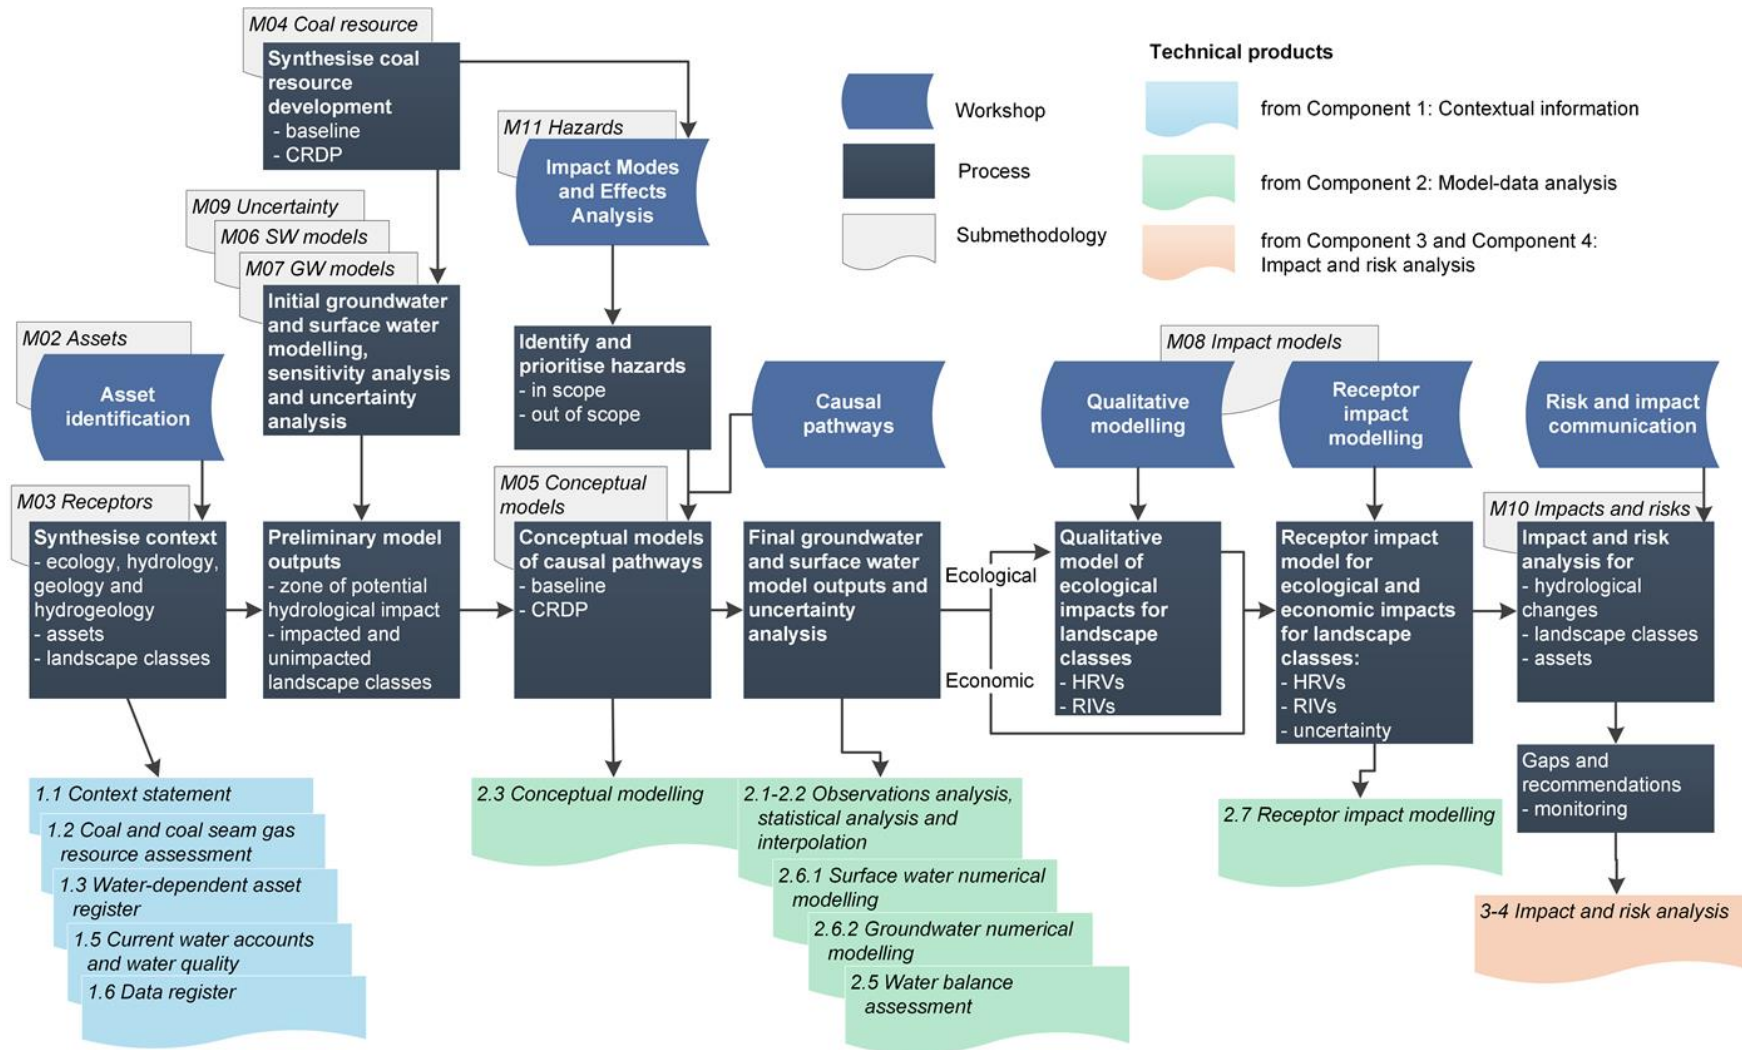 M04 Coal resource
Synthesise coal
resource
development
- baseline
- CRDP
M11 Hazards
Impact Modes
and Effects
Analysis
Workshop
Process
Submethodology
Technical products
from Component 1: Contextual information
from Component 2: Model-data analysis
from Component 3 and Component 4:
Impact and risk analysis
M09 Uncertainty
M06 SW models
M07 GW models
Initial groundwater
and surface water
modelling,
sensitivity analysis
and uncertainty
analysis
Identify and
prioritise hazards
- in scope
- out of scope
M02 Assets
Asset
identification
Causal
pathways
M08 Impact models
Qualitative
modelling
Receptor
impact
modelling
Risk and impact
communication
M03 Receptors
Synthesise context
- ecology, hydrology,
geology and
hydrogeology
- assets
- landscape classes
Preliminary model
outputs
- zone of potential
hydrological impact
- impacted and
unimpacted
landscape classes
M05 Conceptual
models
Conceptual models
of causal pathways
- baseline
- CRDP
Final groundwater
and surface water
model outputs and
uncertainty
analysis
Ecological
Economic
Qualitative
model of
ecological
impacts for
landscape
classes
- HRVs
- RIVs
Receptor impact
model for
ecological and
economic impacts
for landscape
classes:
- HRVs
- RIVs
- uncertainty
M10 Impacts and risks
Impact and risk
analysis for
- hydrological
changes
- landscape classes
- assets
Gaps and
recommendations
- monitoring
1.1 Context statement
1.2 Coal and coal seam gas
resource assessment
1.3 Water-dependent asset
register
1.5 Current water accounts
and water quality
1.6 Data register
2.3 Conceptual modelling
2.1-2.2 Observations analysis,
statistical analysis and
interpolation
2.6.1 Surface water numerical
modelling
2.6.2 Groundwater numerical
modelling
2.5 Water balance
assessment
2.7 Receptor impact modelling
3-4 Impact and risk analysis